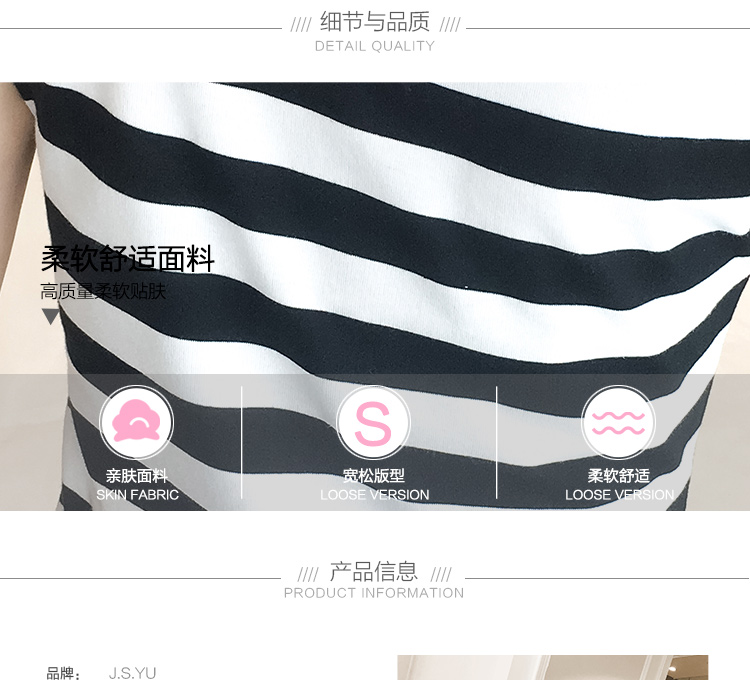 //// 细节与品质 ////
DETAIL QUALITY
柔软舒适面料
高质量柔软贴肤
S
亲肤面料
SKIN FABRIC
宽松版型
LOOSE VERSION
柔软舒适
LOOSE VERSION
//// 产品信息 ////
PRODUCT INFORMATION
品牌： J.S.YU